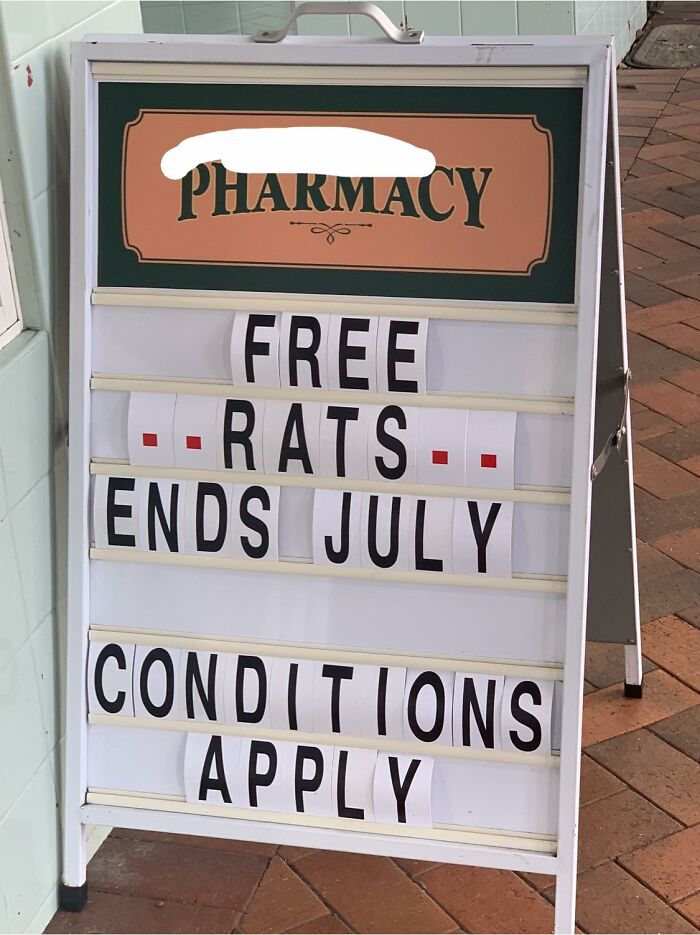 PHARMACY
FREE
..RATS..
ENDS JULY
CONDITIONS
APPLY